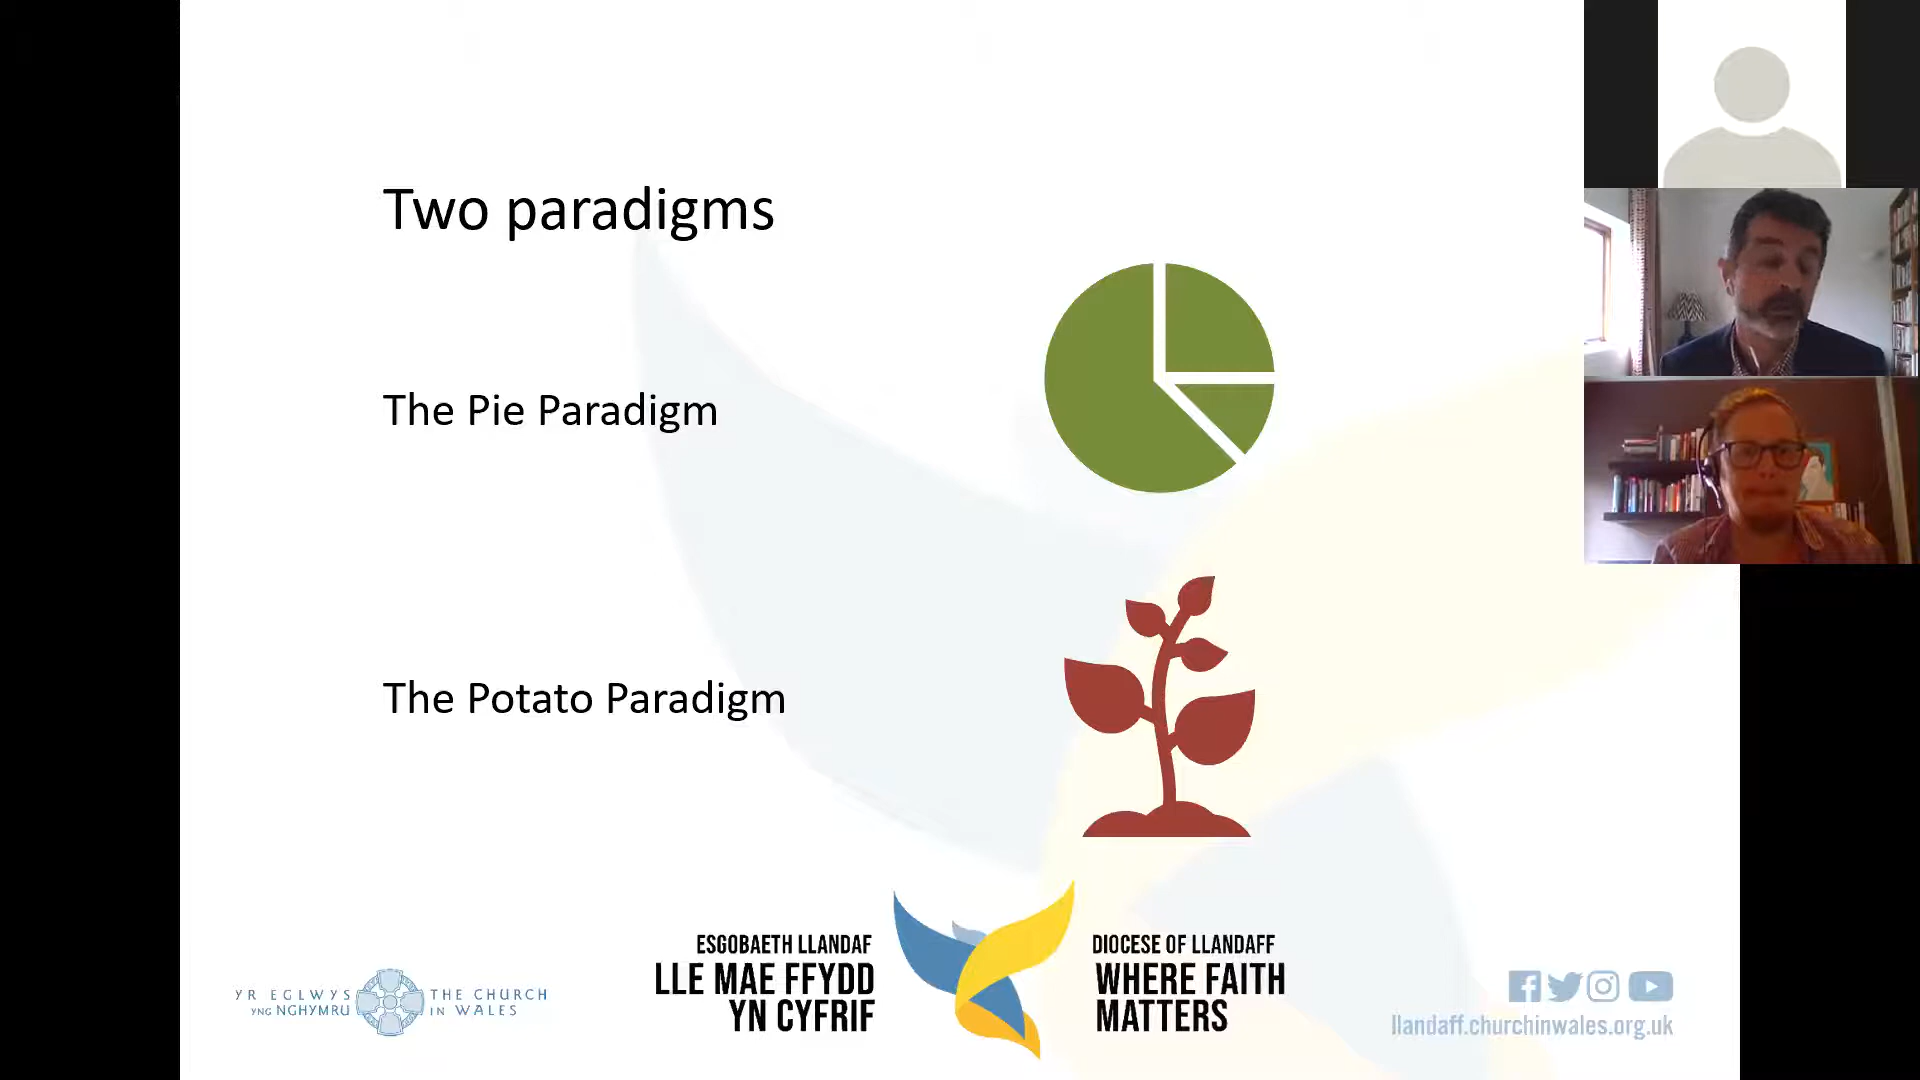 Two paradigms
The Pie Paradigm
The Potato Paradigm
YR EGLWYS
YNG NGHYMRU
THE CHURCH
IN WALES
ESGOBAETH LLANDAF
LLE MAE FFYDD
YN CYFRIF
DIOCESE OF LLANDAFF
WHERE FAITH
MATTERS
llandaff.churchinwales.org.uk